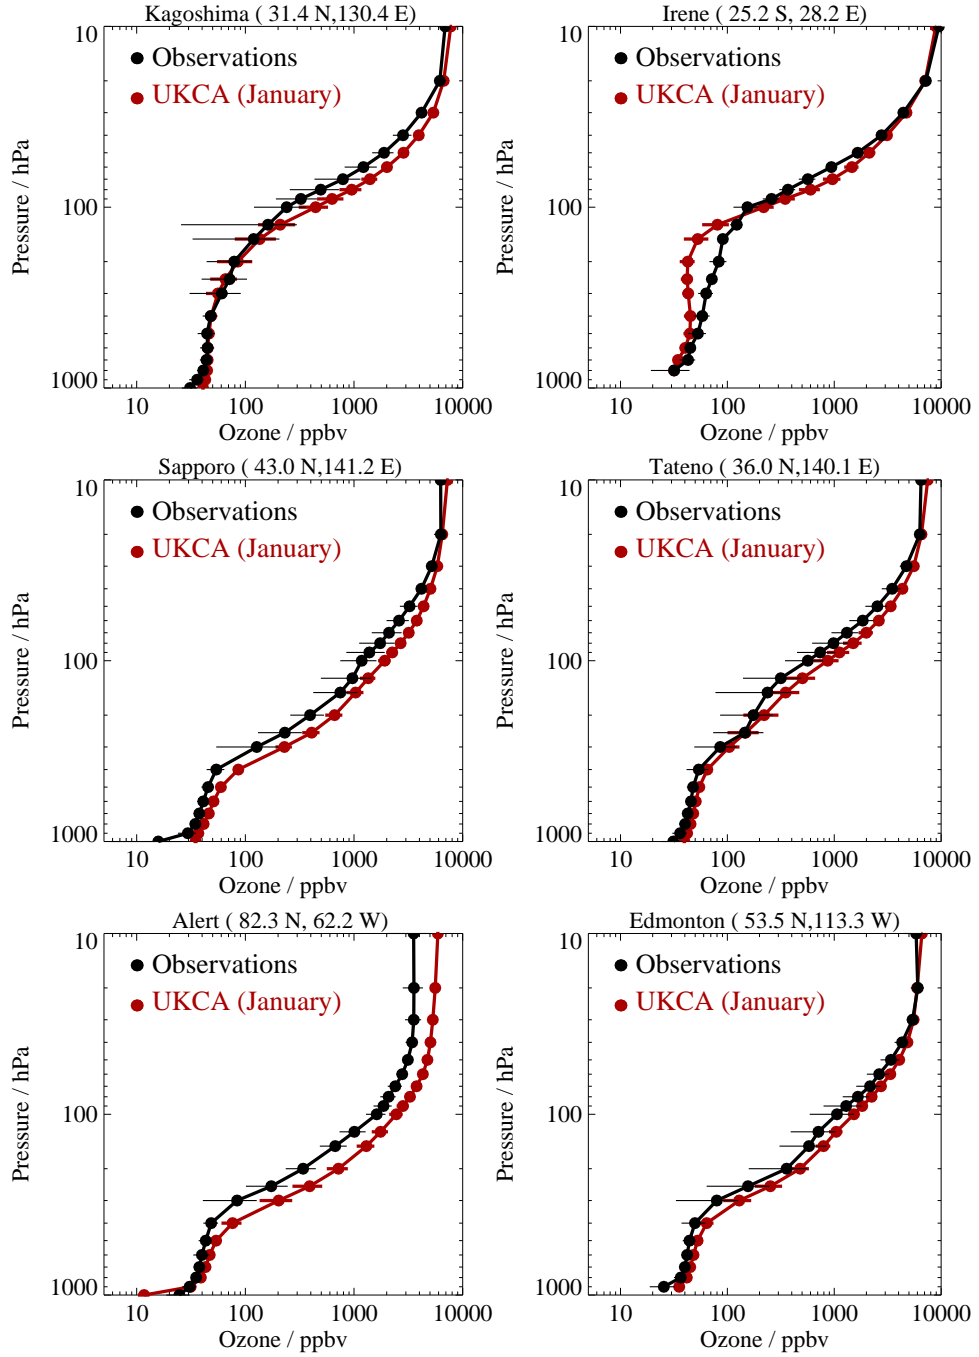 Kagoshima ( 31.4 N,130.4 E)
10
100
1000
Pressure / hPa
Observations
UKCA (January)
10 100 1000 10000
Ozone / ppbv
Irene ( 25.2 S, 28.2 E)
10
100
1000
Pressure / hPa
Observations
UKCA (January)
10 100 1000 10000
Ozone / ppbv
Sapporo ( 43.0 N,141.2 E)
10
100
1000
Pressure / hPa
Observations
UKCA (January)
10 100 1000 10000
Ozone / ppbv
Tateno ( 36.0 N,140.1 E)
10
100
1000
Pressure / hPa
Observations
UKCA (January)
10 100 1000 10000
Ozone / ppbv
Alert ( 82.3 N, 62.2 W)
10
100
1000
Pressure / hPa
Observations
UKCA (January)
10 100 1000 10000
Ozone / ppbv
Edmonton ( 53.5 N,113.3 W)
10
100
1000
Pressure / hPa
Observations
UKCA (January)
10 100 1000 10000
Ozone / ppbv